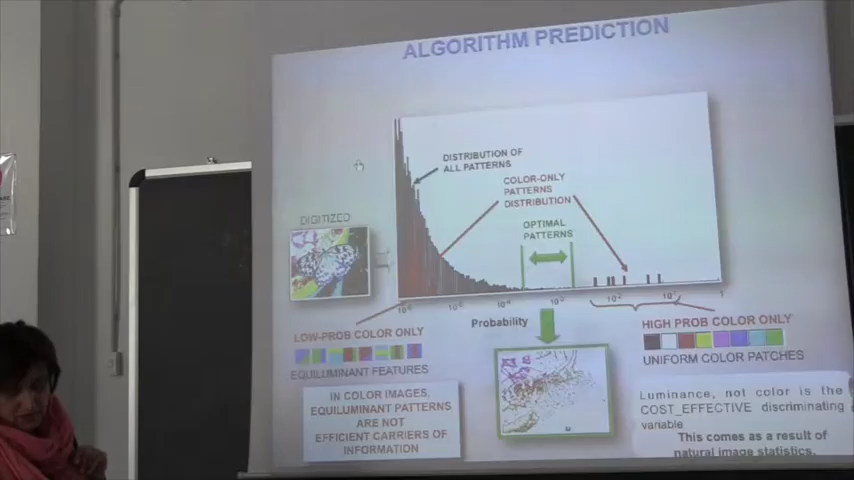 ALGORITHM PREDICTION
DISTRIBUTION OF
ALL PATTERNS
COLOR-ONLY
PATTERNS
DISTRIBUTION
OPTIMAL
PATTERNS
DIGITIZED
Probability
1
LOW-PROB COLOR ONLY
EQUILUMINANT FEATURES
HIGH PROB COLOR ONLY
UNIFORM COLOR PATCHES
IN COLOR IMAGES,
EQUILUMINANT PATTERNS
ARE NOT
EFFICIENT CARRIERS OF
INFORMATION
Luminance, not color is the
COST_EFFECTIVE discriminating
variable
This comes as a result of
natural image statistics.